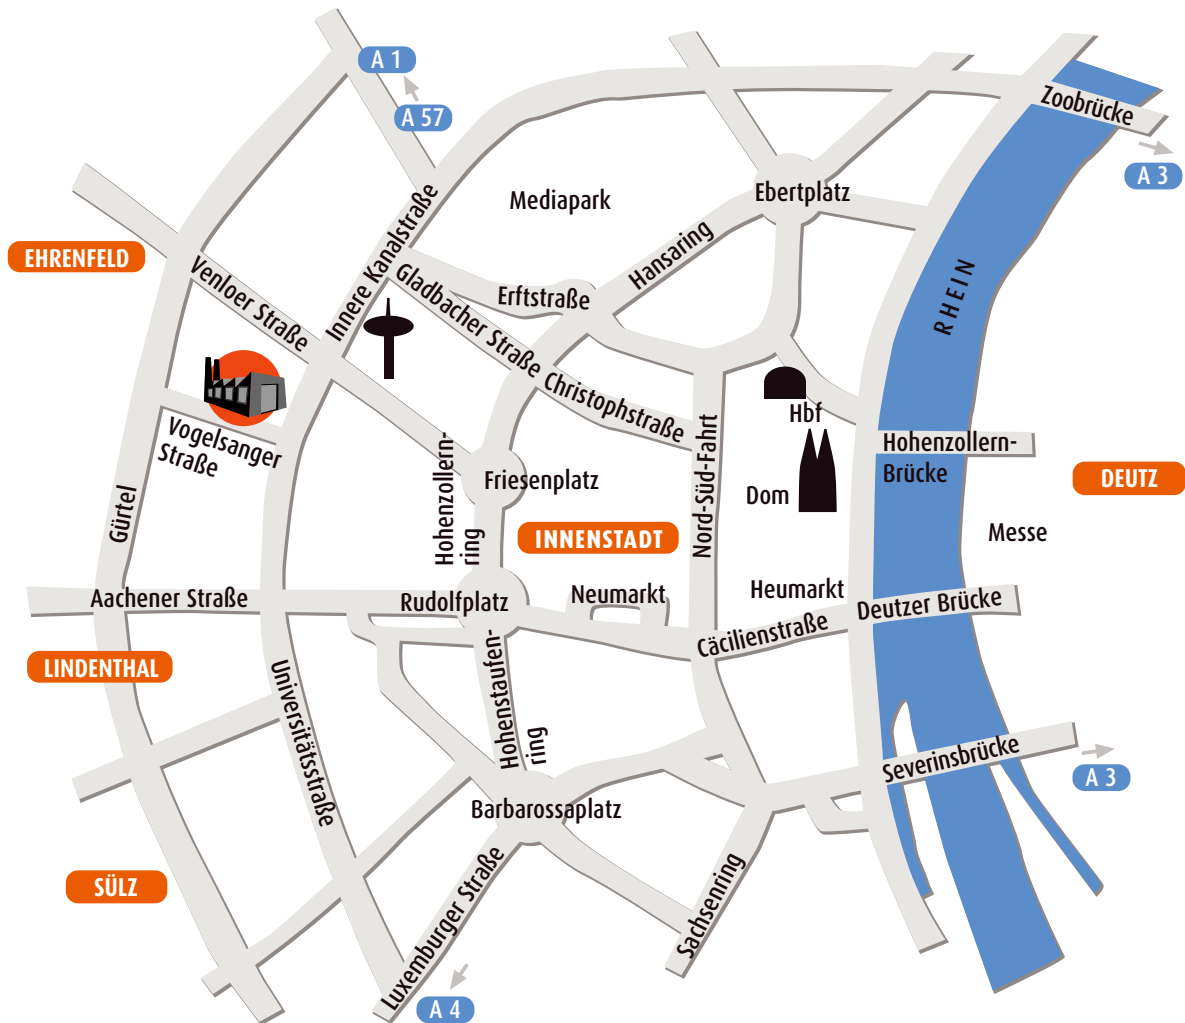 A 1
A 57
Zoobrücke
A 3
Mediapark
Ebertplatz
EHRENFELD
Venloer Straße
Innere Kanalstraße
Gladbacher Straße
Erftstraße
Hansaring
RHEIN
Christophstraße
Hbf
Vogelsanger
Straße
Hohenzollern-
ring
Friesenplatz
Nord-Süd-Fahrt
Hohenzollern-
Brücke
Dom
DEUTZ
Gürtel
INNENSTADT
Messe
Aachener Straße
Rudolfplatz
Neumarkt
Heumarkt
Deutzer Brücke
Cäcilienstraße
LINDENTHAL
Universitätsstraße
Hohenstaufen-
ring
Severinsbrücke
A 3
Barbarossaplatz
SÜLZ
Luxemburger Straße
Sachsenring
A 4